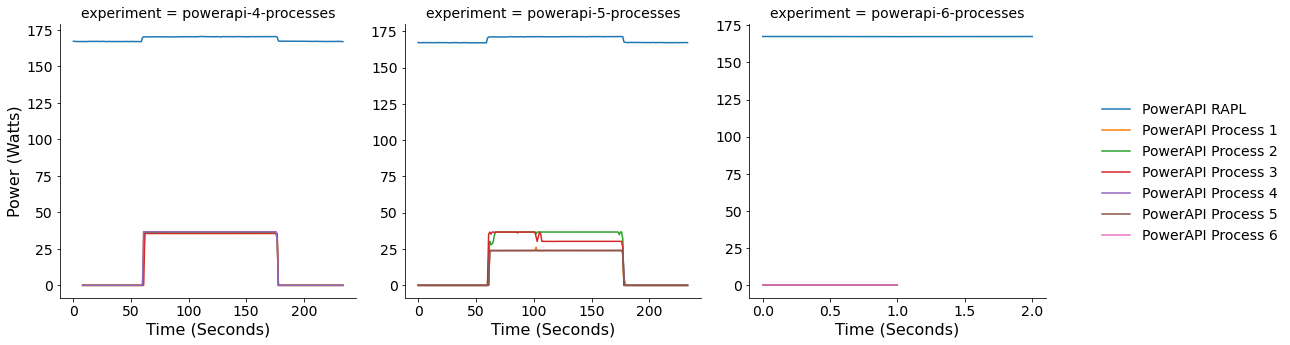 experiment = powerapi-4-processes
175
150
125
100
75
50
25
0
Power (Watts)
0 50 100 150 200
Time (Seconds)
experiment = powerapi-5-processes
175
150
125
100
75
50
25
0
0 50 100 150 200
Time (Seconds)
experiment = powerapi-6-processes
175
150
125
100
75
50
25
0
0.0 0.5 1.0 1.5 2.0
Time (Seconds)
PowerAPI RAPL
PowerAPI Process 1
PowerAPI Process 2
PowerAPI Process 3
PowerAPI Process 4
PowerAPI Process 5
PowerAPI Process 6